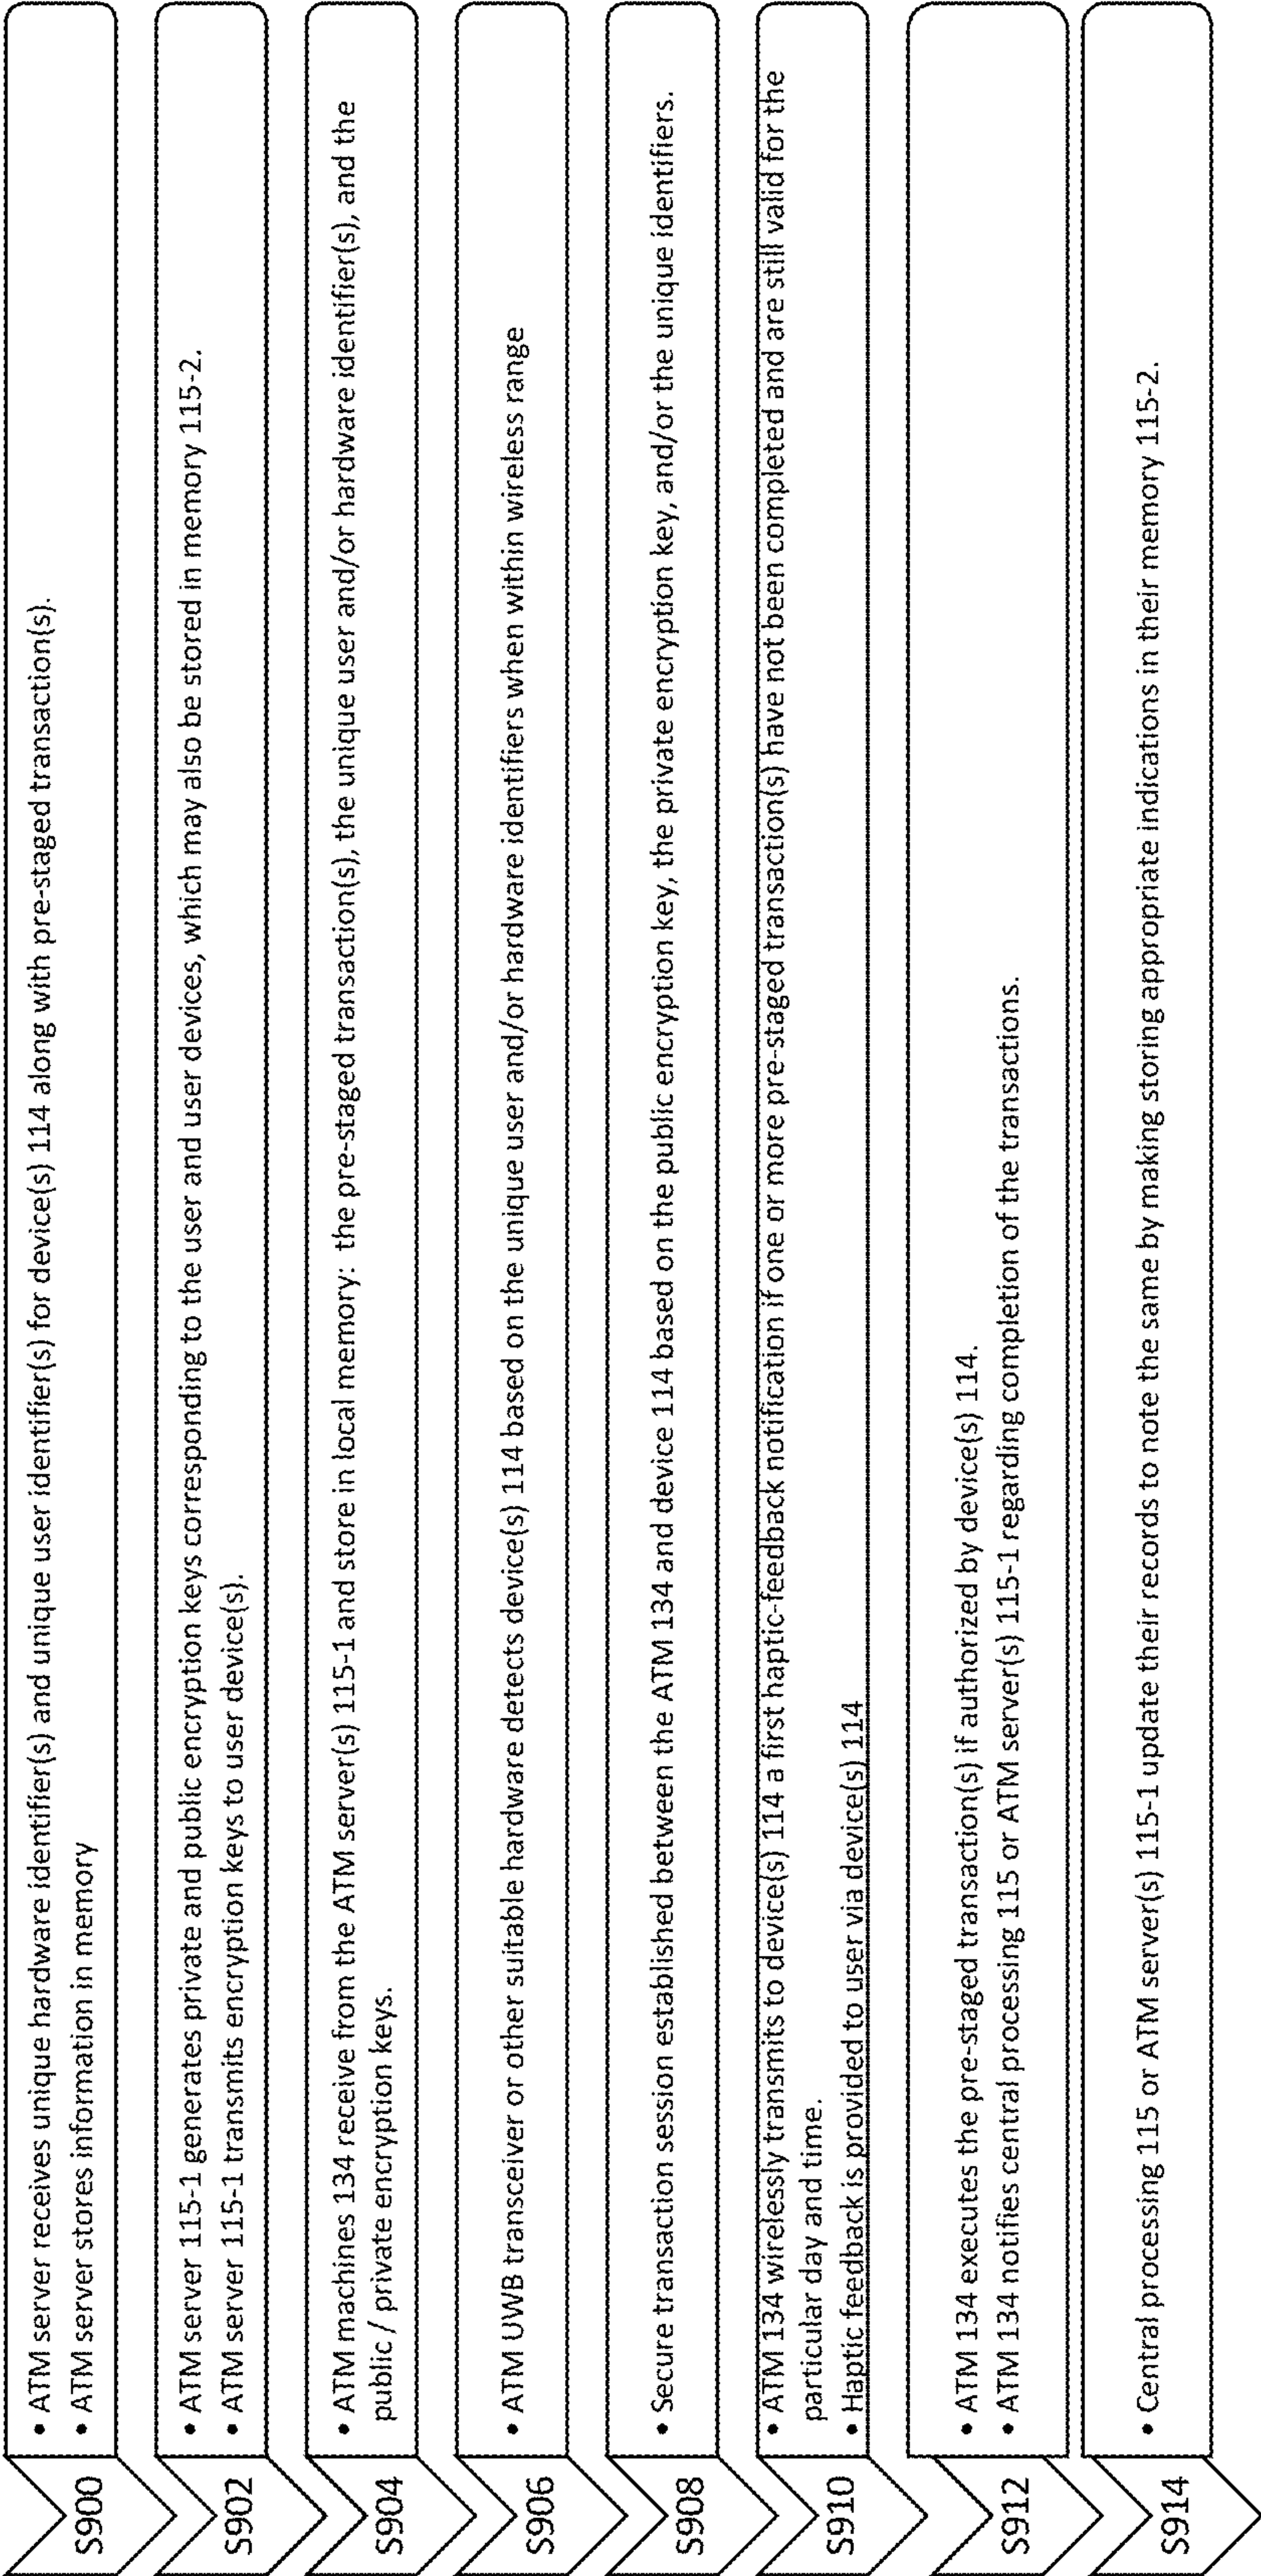 S900
• ATM server receives unique hardware identifier(s) and unique user identifier(s) for device(s) 114 along with pre-staged transaction(s).
• ATM server stores information in memory
S902
• ATM server 115-1 generates private and public encryption keys corresponding to the user and user devices, which may also be stored in memory 115-2.
• ATM server 115-1 transmits encryption keys to user device(s).
S904
• ATM machines 134 receive from the ATM server(s) 115-1 and store in local memory: the pre-staged transaction(s), the unique user and/or hardware identifier(s), and the
public / private encryption keys.
S906
• ATM UWB transceiver or other suitable hardware detects device(s) 114 based on the unique user and/or hardware identifiers when within wireless range
S908
• Secure transaction session established between the ATM 134 and device 114 based on the public encryption key, the private encryption key, and/or the unique identifiers.
S910
• ATM 134 wirelessly transmits to device(s) 114 a first haptic-feedback notification if one or more pre-staged transaction(s) have not been completed and are still valid for the
particular day and time.
• Haptic feedback is provided to user via device(s) 114
S912
• ATM 134 executes the pre-staged transaction(s) if authorized by device(s) 114.
• ATM 134 notifies central processing 115 or ATM server(s) 115-1 regarding completion of the transactions.
S914
• Central processing 115 or ATM server(s) 115-1 update their records to note the same by making storing appropriate indications in their memory 115-2.